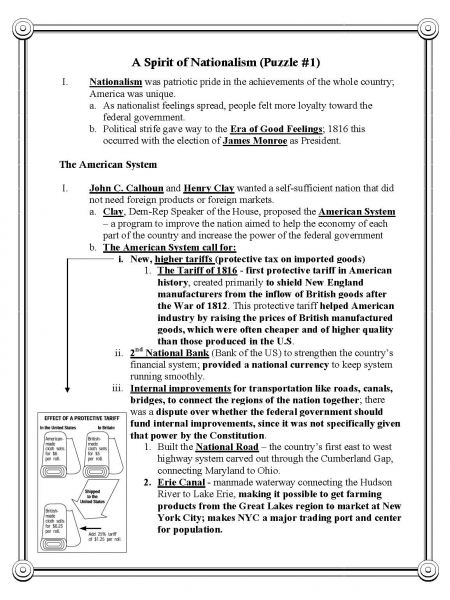 A Spirit of Nationalism (Puzzle #1)
I. Nationalism was patriotic pride in the achievements of the whole country;
America was unique.
a. As nationalist feelings spread, people felt more loyalty toward the
federal government.
b. Political strife gave way to the Era of Good Feelings; 1816 this
occurred with the election of James Monroe as President.
The American System
I. John C. Calhoun and Henry Clay wanted a self-sufficient nation that did
not need foreign products or foreign markets.
a. Clay, Dem-Rep Speaker of the House, proposed the American System
– a program to improve the nation aimed to help the economy of each
part of the country and increase the power of the federal government
b. The American System call for:
i. New, higher tariffs (protective tax on imported goods)
1. The Tariff of 1816 - first protective tariff in American
history, created primarily to shield New England
manufacturers from the inflow of British goods after
the War of 1812. This protective tariff helped American
industry by raising the prices of British manufactured
goods, which were often cheaper and of higher quality
than those produced in the U.S.
ii. 2nd National Bank (Bank of the US) to strengthen the country's
financial system; provided a national currency to keep system
running smoothly.
iii. Internal improvements for transportation like roads, canals,
bridges, to connect the regions of the nation together; there
was a dispute over whether the federal government should
fund internal improvements, since it was not specifically given
that power by the Constitution.
1. Built the National Road – the country's first east to west
highway system carved out through the Cumberland Gap,
connecting Maryland to Ohio.
2. Erie Canal - manmade waterway connecting the Hudson
River to Lake Erie, making it possible to get farming
products from the Great Lakes region to market at New
York City; makes NYC a major trading port and center
for population.
EFFECT OF A PROTECTIVE TARIFF
In the United States
In Britain
American-
made
cloth sells
for $6
per roll.
British-
made
cloth sells
for $5
per roll.
Shipped
to the
United States
British-
made
cloth sells
for $6.25
per roll.
Add 25% tariff
of $1.25 per roll.